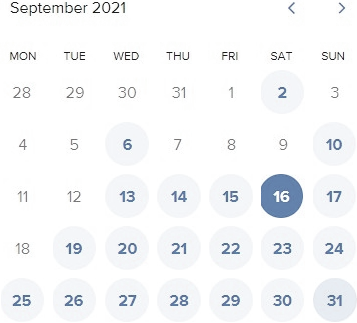 September 2021 < >
MON TUE WED THU FRI SAT SUN
28 29 30 31 1 2 3
4 5 6 7 8 9 10
11 12 13 14 15 16 17
18 19 20 21 22 23 24
25 26 27 28 29 30 31